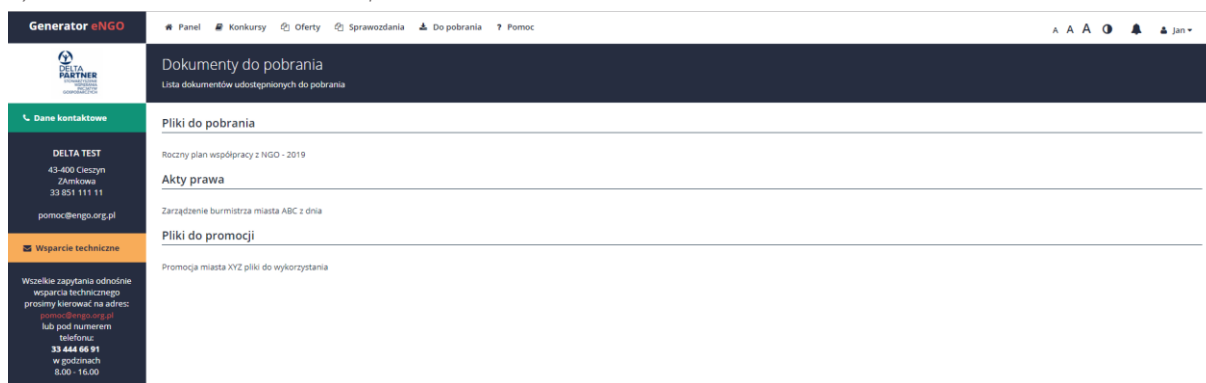 Generator eNGO
Panel Konkursy Oferty Sprawozdania Do pobrania ? Pomoc
A A A Jan
DELTA
PARTNER
Dokumenty do pobrania
Lista dokumentów udostępnionych do pobrania
Dane kontaktowe
DELTA TEST
43-400 Cieszyn
ZAmkowa
33 851 111 11
pomoc@engo.org.pl
Wsparcie techniczne
Wszelkie zapytania odnośnie
wsparcia technicznego
prosimy kierować na adres:
pomoc@engo.org.pl
lub pod numerem
telefonu:
33 444 66 91
w godzinach
8.00 - 16.00
Pliki do pobrania
Roczny plan współpracy z NGO - 2019
Akty prawa
Zarządzenie burmistrza miasta ABC z dnia
Pliki do promocji
Promocja miasta XYZ pliki do wykorzystania